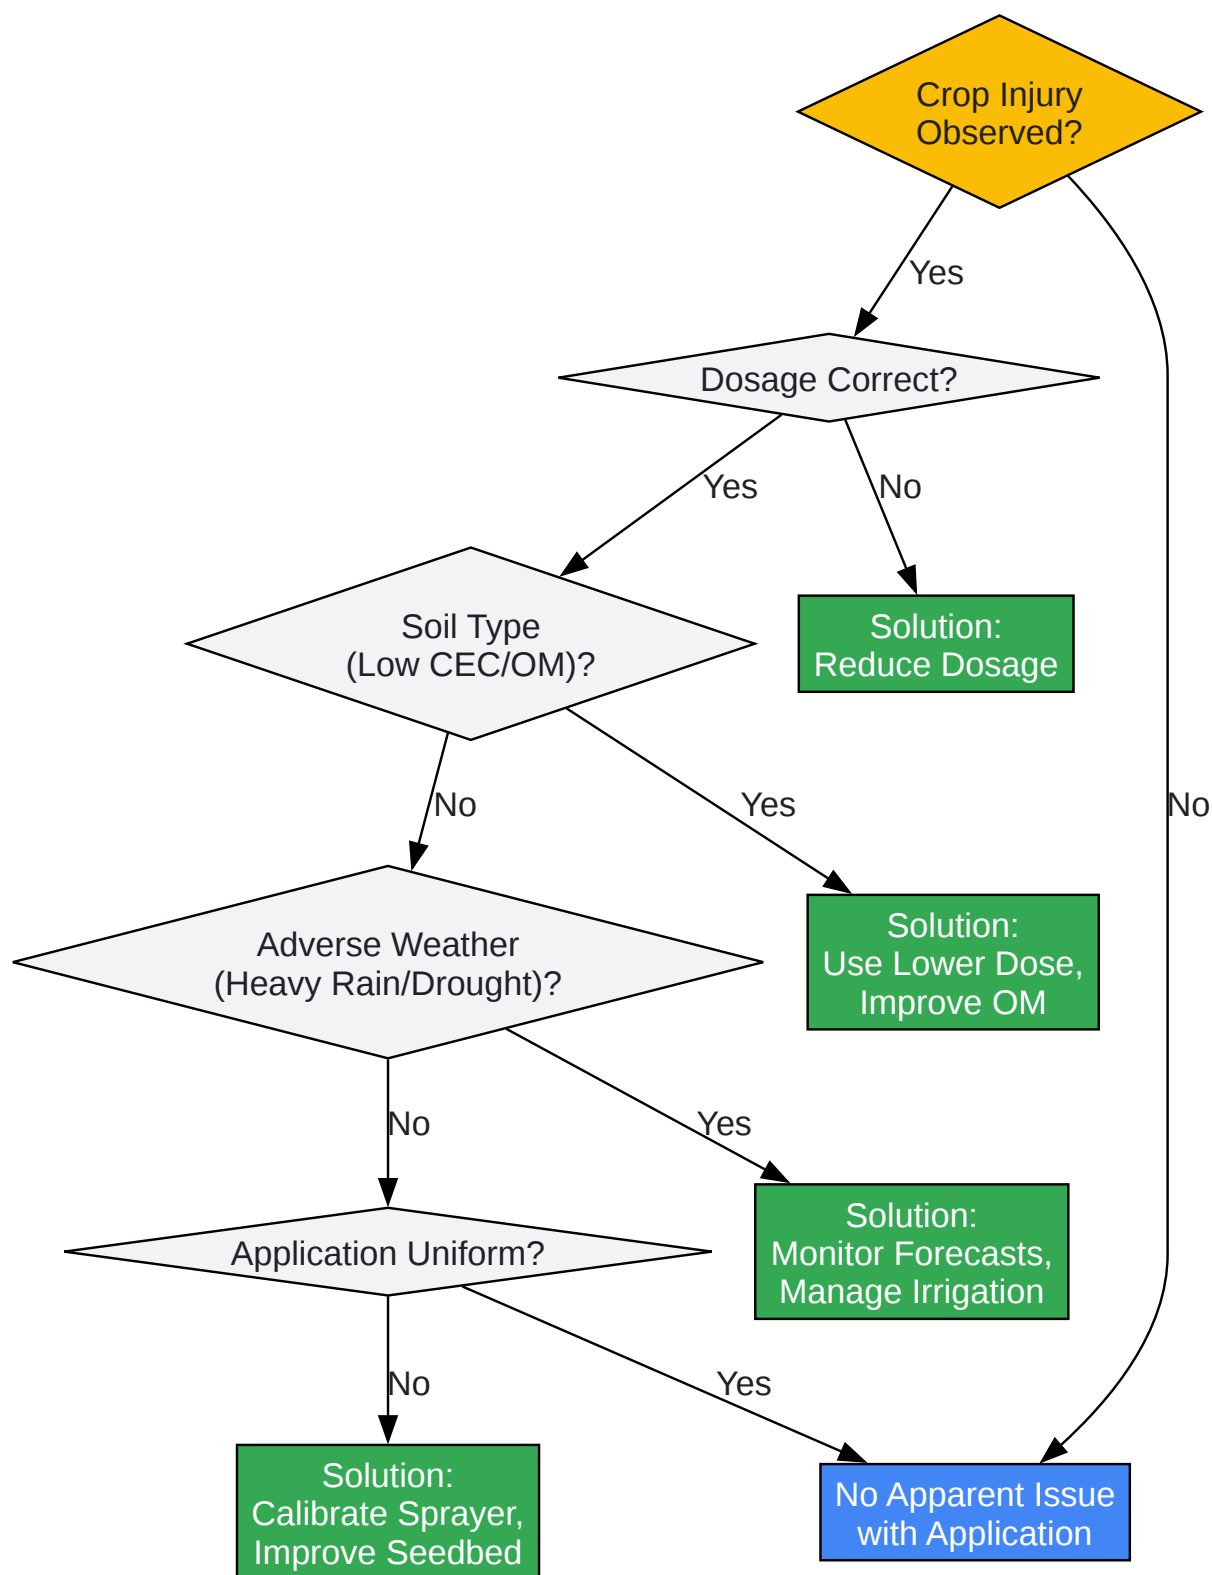 Crop Injury
Observed?
Yes
Dosage Correct?
Yes
No
Soil Type
(Low CEC/OM)?
Solution:
Reduce Dosage
No
Yes
No
Adverse Weather
(Heavy Rain/Drought)?
Solution:
Use Lower Dose,
Improve OM
No
Yes
Application Uniform?
Solution:
Monitor Forecasts,
Manage Irrigation
No
Yes
Solution:
Calibrate Sprayer,
Improve Seedbed
No Apparent Issue
with Application